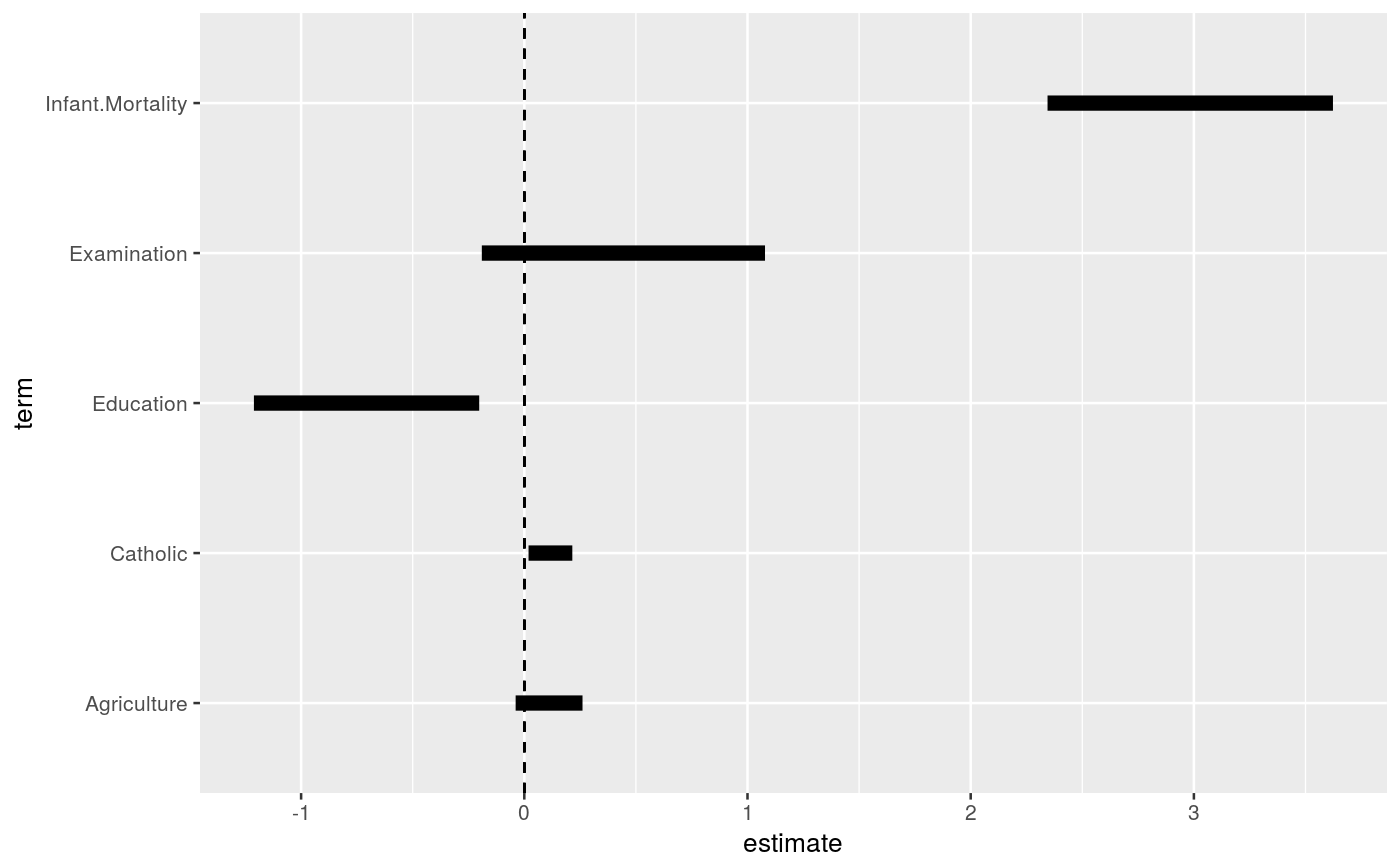 Infant.Mortality
Examination
Education
Catholic
Agriculture
term
-1 0 1 2 3
estimate